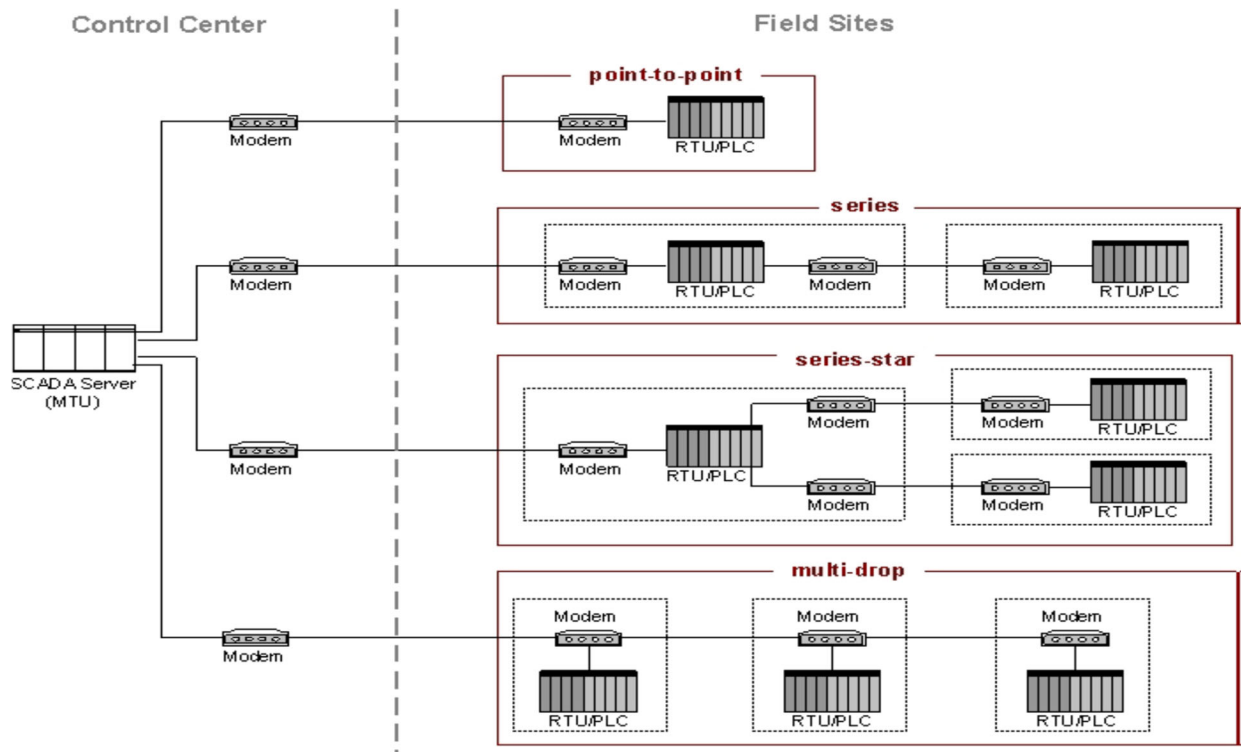 Control Center
Field Sites
point-to-point
Modem
Modem
RTU/PLC
series
Modem
Modem
RTU/PLC
Modem
Modem
RTU/PLC
SCADA Server
(MTU)
series-star
Modem
Modem
RTU/PLC
Modem
Modem
RTU/PLC
Modem
RTU/PLC
Modem
Modem
RTU/PLC
multi-drop
Modem
Modem
Modem
Modem
RTU/PLC
RTU/PLC
RTU/PLC